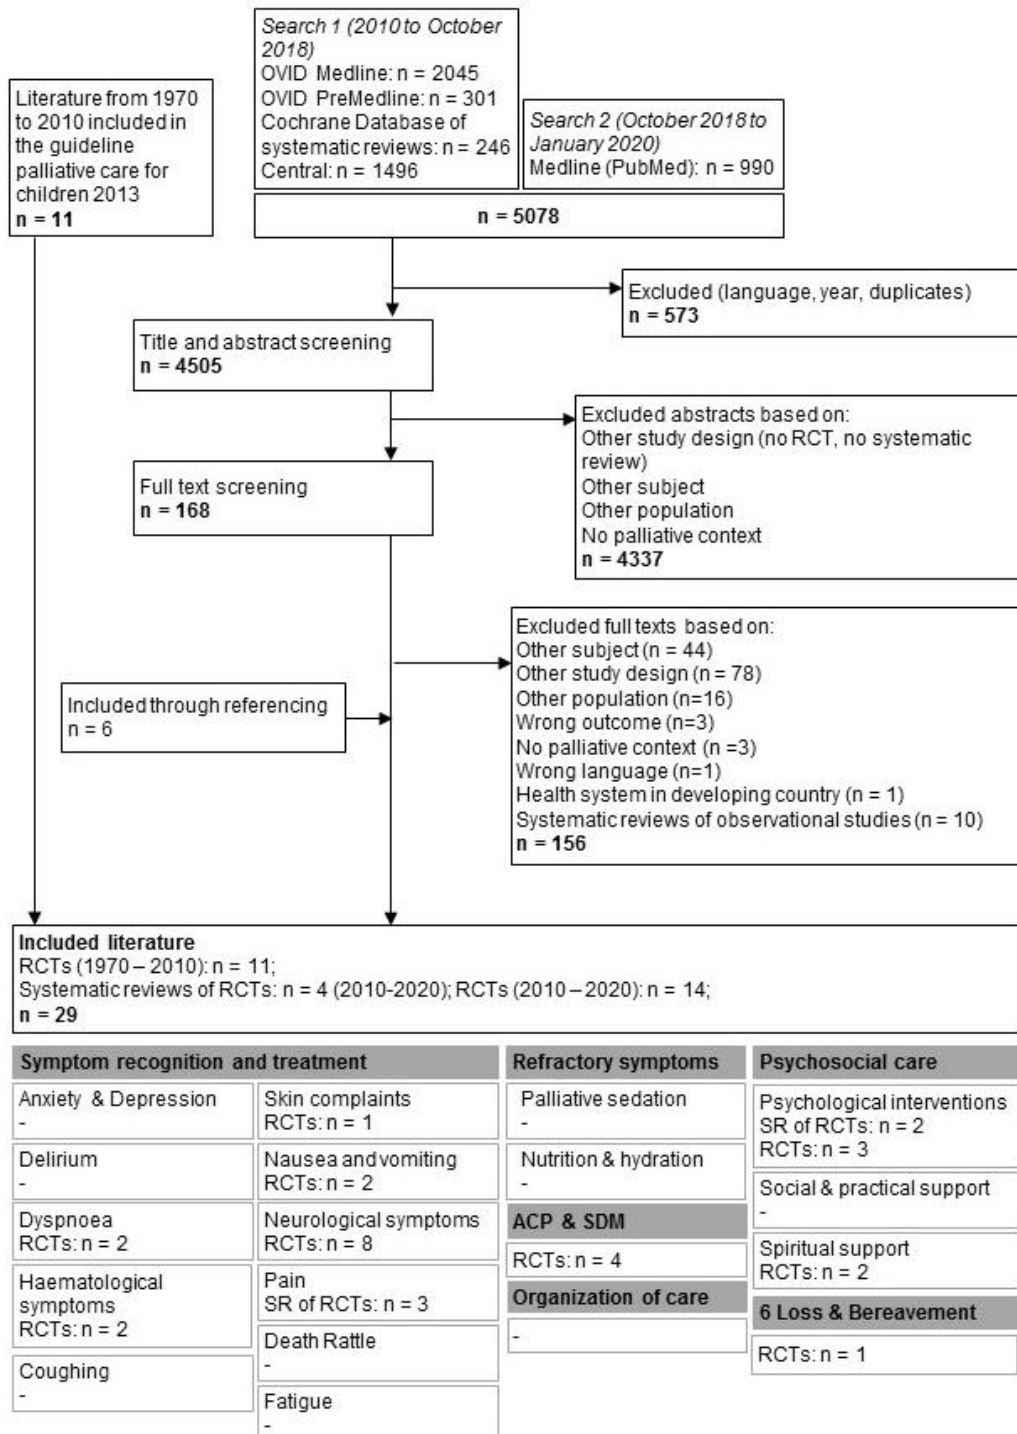 Literature from 1970
to 2010 included in
the guideline
palliative care for
children 2013
n = 11
Search 1 (2010 to October
2018)
OVID Medline: n = 2045
OVID PreMedline: n = 301
Cochrane Database of
systematic reviews: n = 246
Central: n = 1496
Search 2 (October 2018 to
January 2020)
Medline (PubMed): n = 990
n = 5078
Excluded (language, year, duplicates)
n = 573
Title and abstract screening
n = 4505
Excluded abstracts based on:
Other study design (no RCT, no systematic
review)
Other subject
Other population
No palliative context
n = 4337
Full text screening
n = 168
Excluded full texts based on:
Other subject (n = 44)
Other study design (n = 78)
Other population (n=16)
Wrong outcome (n=3)
No palliative context (n =3)
Wrong language (n=1)
Health system in developing country (n = 1)
Systematic reviews of observational studies (n = 10)
n = 156
Included through referencing
n = 6
Included literature
RCTs (1970 – 2010): n = 11;
Systematic reviews of RCTs: n = 4 (2010-2020); RCTs (2010 – 2020): n = 14;
n = 29
Symptom recognition and treatment
Anxiety & Depression
-
Delirium
-
Dyspnoea
RCTs: n = 2
Haematological
symptoms
RCTs: n = 2
Coughing
-
Skin complaints
RCTs: n = 1
Nausea and vomiting
RCTs: n = 2
Neurological symptoms
RCTs: n = 8
Pain
SR of RCTs: n = 3
Death Rattle
-
Fatigue
-
Refractory symptoms
Palliative sedation
-
Nutrition & hydration
-
ACP & SDM
RCTs: n = 4
Organization of care
-
Psychosocial care
Psychological interventions
SR of RCTs: n = 2
RCTs: n = 3
Social & practical support
-
Spiritual support
RCTs: n = 2
6 Loss & Bereavement
RCTs: n = 1